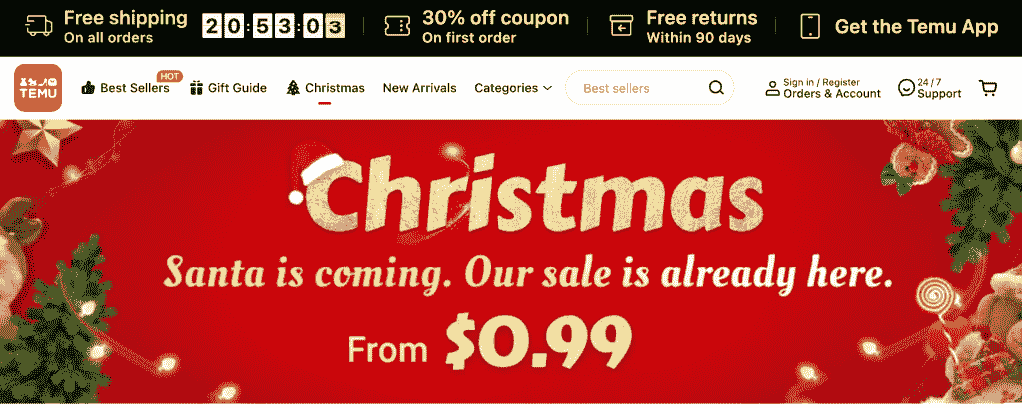 Free shipping
On all orders
20:53:03
30% off coupon
On first order
Free returns
Within 90 days
Get the Temu App
TEMU
Best Sellers
HOT
Gift Guide
Christmas
New Arrivals
Categories
Best sellers
Sign in / Register
Orders & Account
24/7
Support
Christmas
Santa is coming. Our sale is already here.
From $0.99